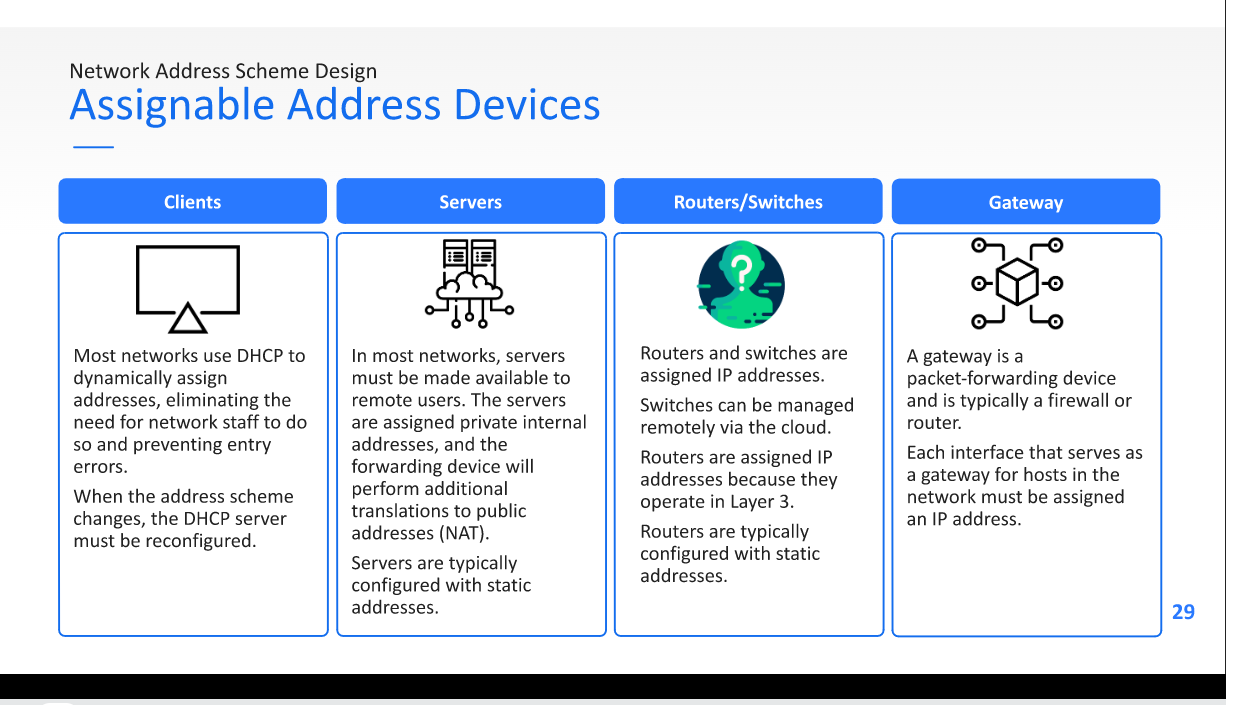 Network Address Scheme Design
Assignable Address Devices
Clients
Most networks use DHCP to
dynamically assign
addresses, eliminating the
need for network staff to do
so and preventing entry
errors.
When the address scheme
changes, the DHCP server
must be reconfigured.
Servers
In most networks, servers
must be made available to
remote users. The servers
are assigned private internal
addresses, and the
forwarding device will
perform additional
translations to public
addresses (NAT).
Servers are typically
configured with static
addresses.
Routers/Switches
?
Routers and switches are
assigned IP addresses.
Switches can be managed
remotely via the cloud.
Routers are assigned IP
addresses because they
operate in Layer 3.
Routers are typically
configured with static
addresses.
Gateway
A gateway is a
packet-forwarding device
and is typically a firewall or
router.
Each interface that serves as
a gateway for hosts in the
network must be assigned
an IP address.
29